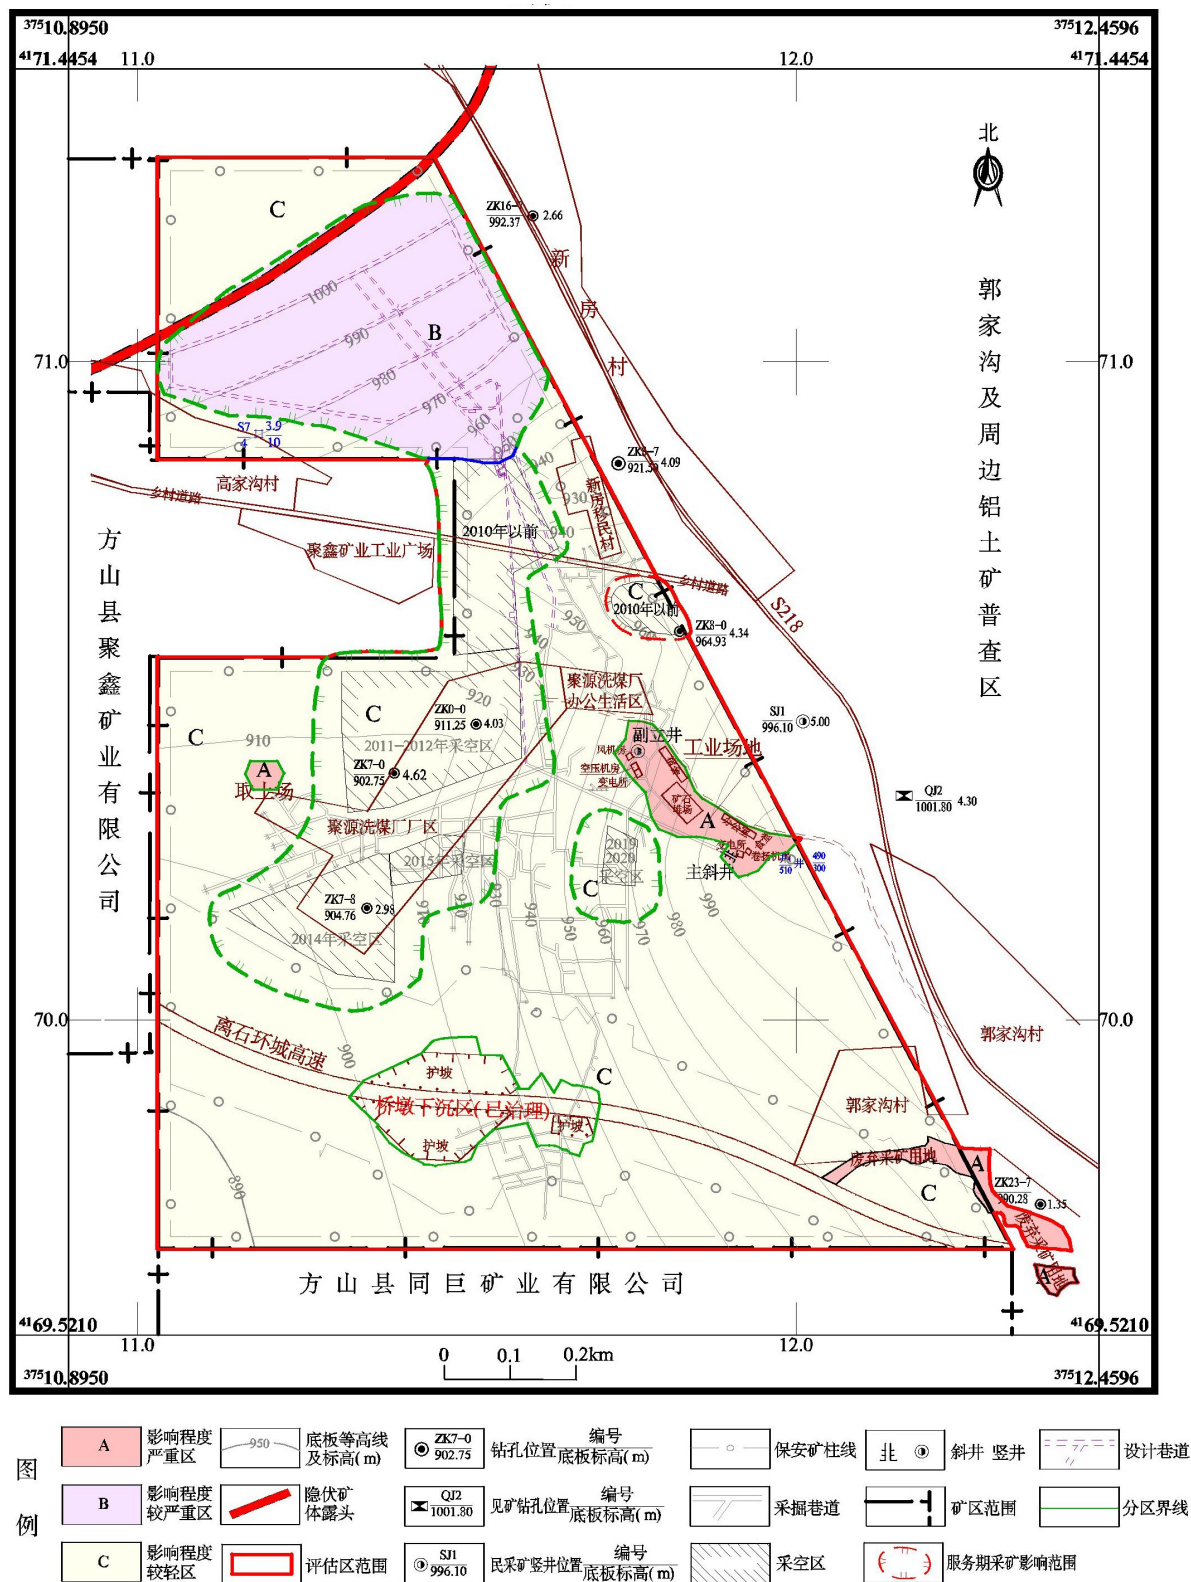 ³⁷⁵10.8950
³⁷⁵12.4596
⁴¹71.4454
11.0
12.0
⁴¹71.4454
北
C
ZK16-
992.37
2.66
新
房
村
郭家沟及周边铝土矿普查区
1000
990
B
980
970
960
950
940
930
940
71.0
71.0
S7
4
3.9
10
ZK8-7
4.09
高家沟村
乡村道路
新房移民村
2010年以前
聚鑫矿业工业广场
方山县聚鑫矿业有限公司
乡村道路
C
2010年以前
960
950
940
930
920
ZK8-0
964.93
4.34
S218
聚源洗煤厂
办公生活区
ZK0-0
911.25
4.03
C
C
910
2011-2012年采空区
SJ1
996.10
5.00
副立井
工业场地
风机房
空压机房
变电所
A
取土场
ZK7-0
902.75
4.62
矿石
堆场
A
QJ2
1001.80
4.30
聚源洗煤厂厂区
2015年采空区
2019
2020
采空区
主斜井
510
490
300
C
ZK7-8
904.76
2.98
2014年采空区
910
920
930
940
950
960
970
980
990
70.0
70.0
离石环城高速
900
护坡
C
桥墩下沉区(已治理)
护坡
护坡
郭家沟村
郭家沟村
废弃采矿用地
A
C
ZK23-7
990.28
1.35
890
废弃采矿用地
A
方山县同巨矿业有限公司
⁴¹69.5210
11.0
12.0
⁴¹69.5210
0 0.1 0.2km
³⁷⁵10.8950
³⁷⁵12.4596
图例
A
影响程度
严重区
950
底板等高线
及标高(m)
ZK7-0
902.75
钻孔位置 编号
底板标高(m)
保安矿柱线
斜井 竖井
设计巷道
B
影响程度
较严重区
隐伏矿
体露头
QJ2
1001.80
见矿钻孔位置 编号
底板标高(m)
采掘巷道
矿区范围
分区界线
C
影响程度
较轻区
评估区范围
SJ1
996.10
民采矿竖井位置 编号
底板标高(m)
采空区
服务期采矿影响范围